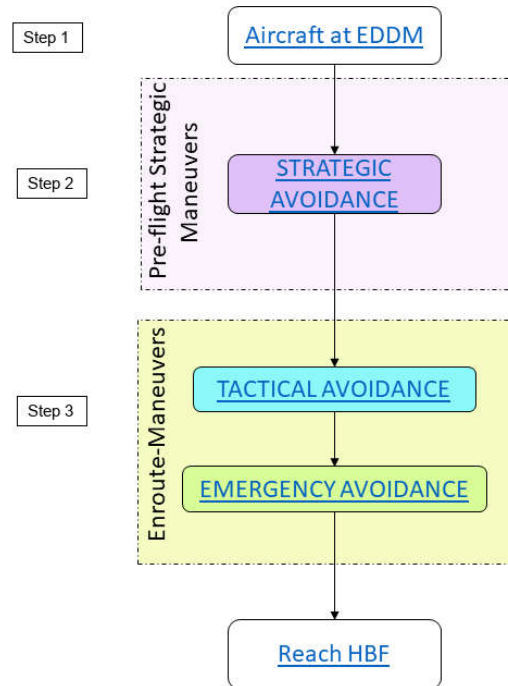 Step 1
Aircraft at EDDM
Pre-flight Strategic
Maneuvers
Step 2
STRATEGIC
AVOIDANCE
Enroute-Maneuvers
Step 3
TACTICAL AVOIDANCE
EMERGENCY AVOIDANCE
Reach HBF